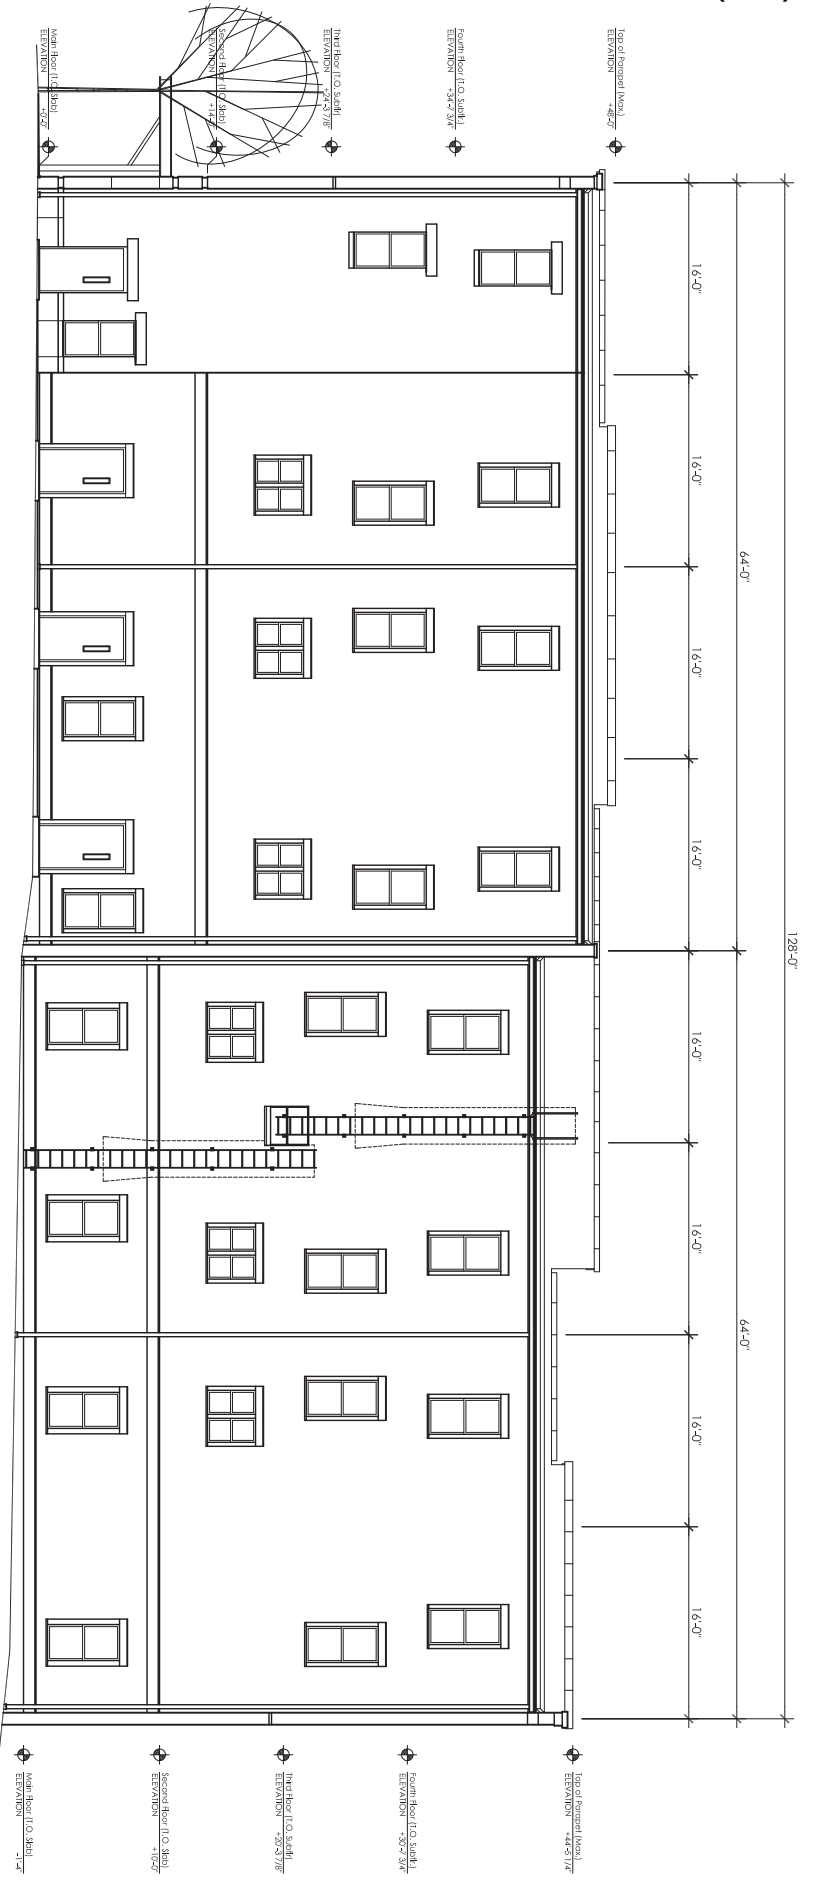 Main Floor (T.O. Slab)
ELEVATION +0'-0"
Second Floor (T.O. Slab)
ELEVATION
Third Floor (T.O. Subflr)
ELEVATION +24'-3 7/8"
Fourth Floor (T.O. Subflr.)
ELEVATION +34'-7 3/4"
Top of Parapet (Max.)
ELEVATION +48'-0"
16'-0"
16'-0"
16'-0"
16'-0"
16'-0"
16'-0"
16'-0"
16'-0"
64'-0"
64'-0"
128'-0"
Main Floor (T.O. Slab)
ELEVATION -1'-4"
Second Floor (T.O. Slab)
ELEVATION +10'-0"
Third Floor (T.O. Subflr)
ELEVATION +20'-3 7/8"
Fourth Floor (T.O. Subflr.)
ELEVATION +30'-7 3/4"
Top of Parapet (Max.)
ELEVATION +44'-5 1/4"